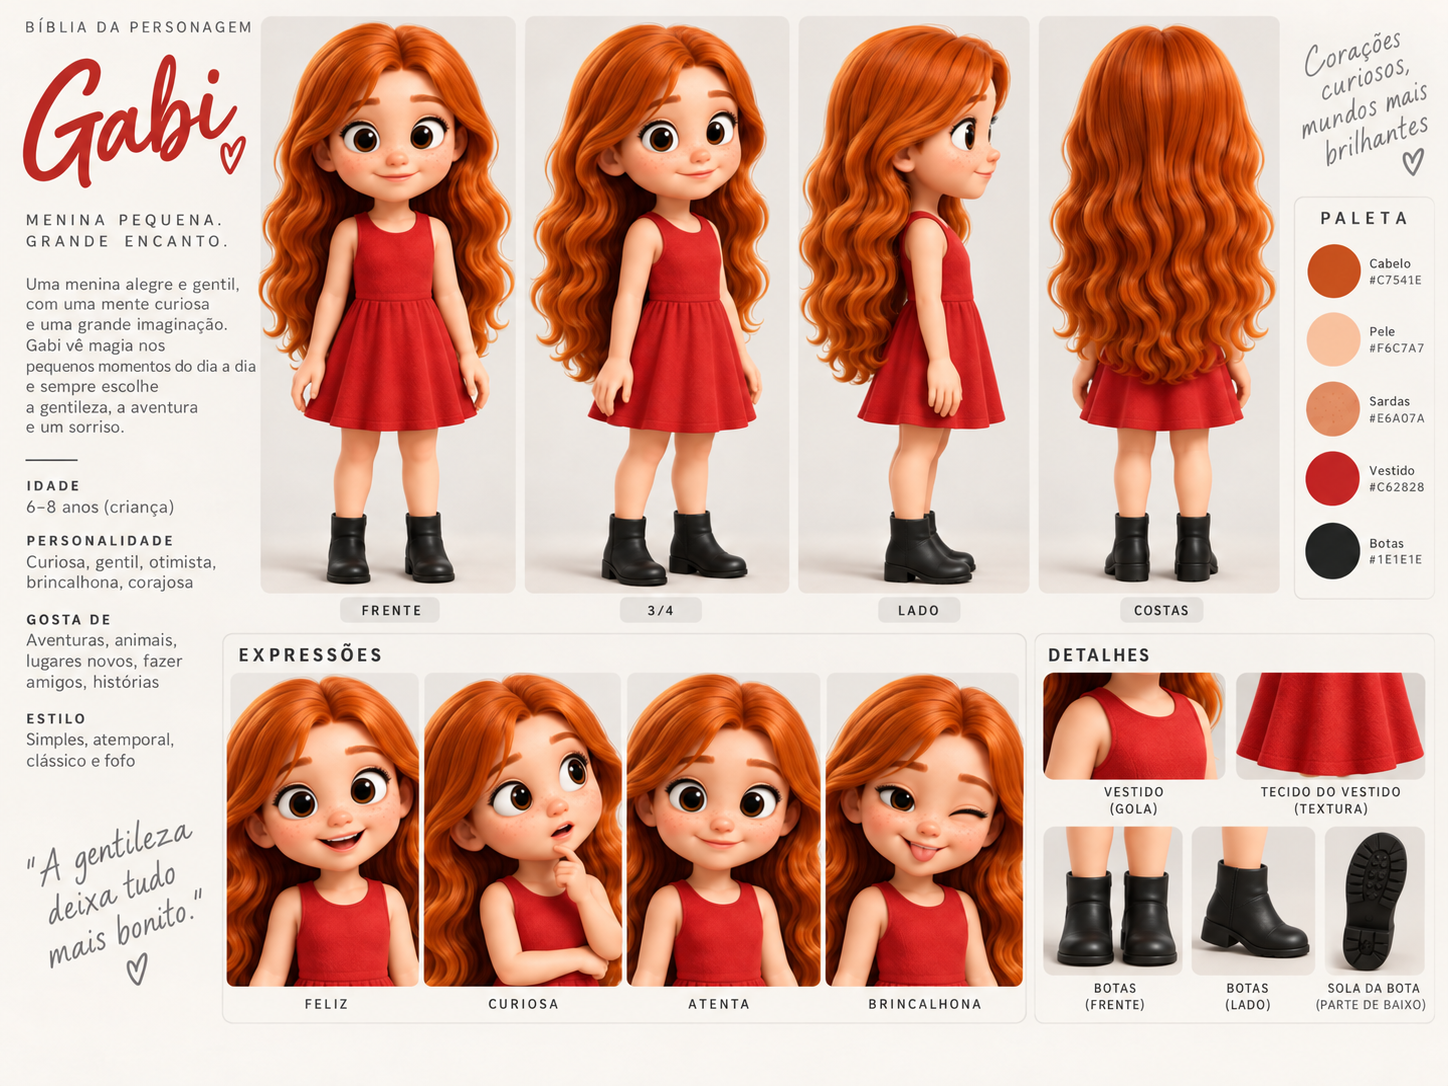 BÍBLIA DA PERSONAGEM
Gabi
MENINA PEQUENA.
GRANDE ENCANTO.
Uma menina alegre e gentil,
com uma mente curiosa
e uma grande imaginação.
Gabi vê magia nos
pequenos momentos do dia a dia
e sempre escolhe
a gentileza, a aventura
e um sorriso.
IDADE
6–8 anos (criança)
PERSONALIDADE
Curiosa, gentil, otimista,
brincalhona, corajosa
GOSTA DE
Aventuras, animais,
lugares novos, fazer
amigos, histórias
ESTILO
Simples, atemporal,
clássico e fofo
"A gentileza
deixa tudo
mais bonito."
FRENTE
3/4
LADO
COSTAS
Corações
curiosos,
mundos mais
brilhantes
PALETA
Cabelo
#C7541E
Pele
#F6C7A7
Sardas
#E6A07A
Vestido
#C62828
Botas
#1E1E1E
EXPRESSÕES
FELIZ
CURIOSA
ATENTA
BRINCALHONA
DETALHES
VESTIDO
(GOLA)
TECIDO DO VESTIDO
(TEXTURA)
BOTAS
(FRENTE)
BOTAS
(LADO)
SOLA DA BOTA
(PARTE DE BAIXO)